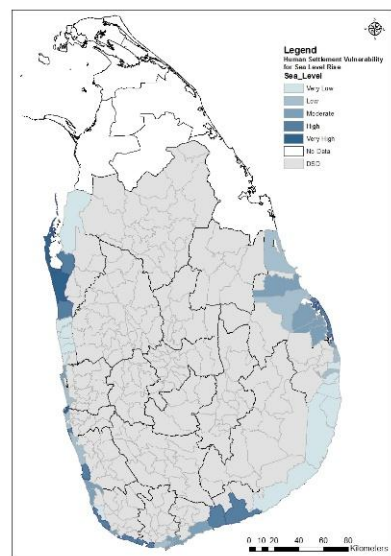 Legend
Human Settlement Vulnerability
for Sea Level Rise
Sea_Level
Very Low
Low
Moderate
High
Very High
No Data
DSD
0 10 20 40 60 80
Kilometers